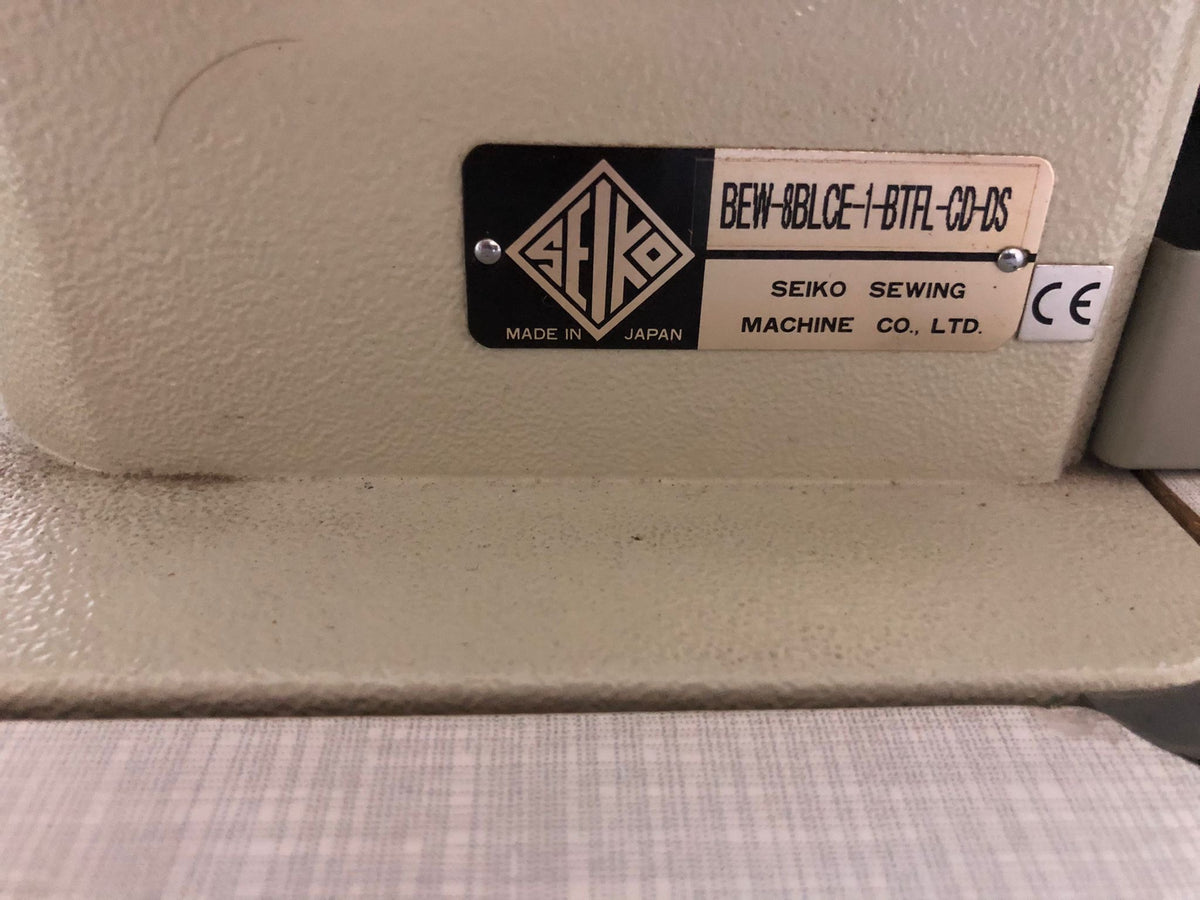 SEIKO
MADE IN JAPAN
BEW-8BLCE-1-BTFL-CD-DS
SEIKO SEWING
MACHINE CO., LTD.
CE